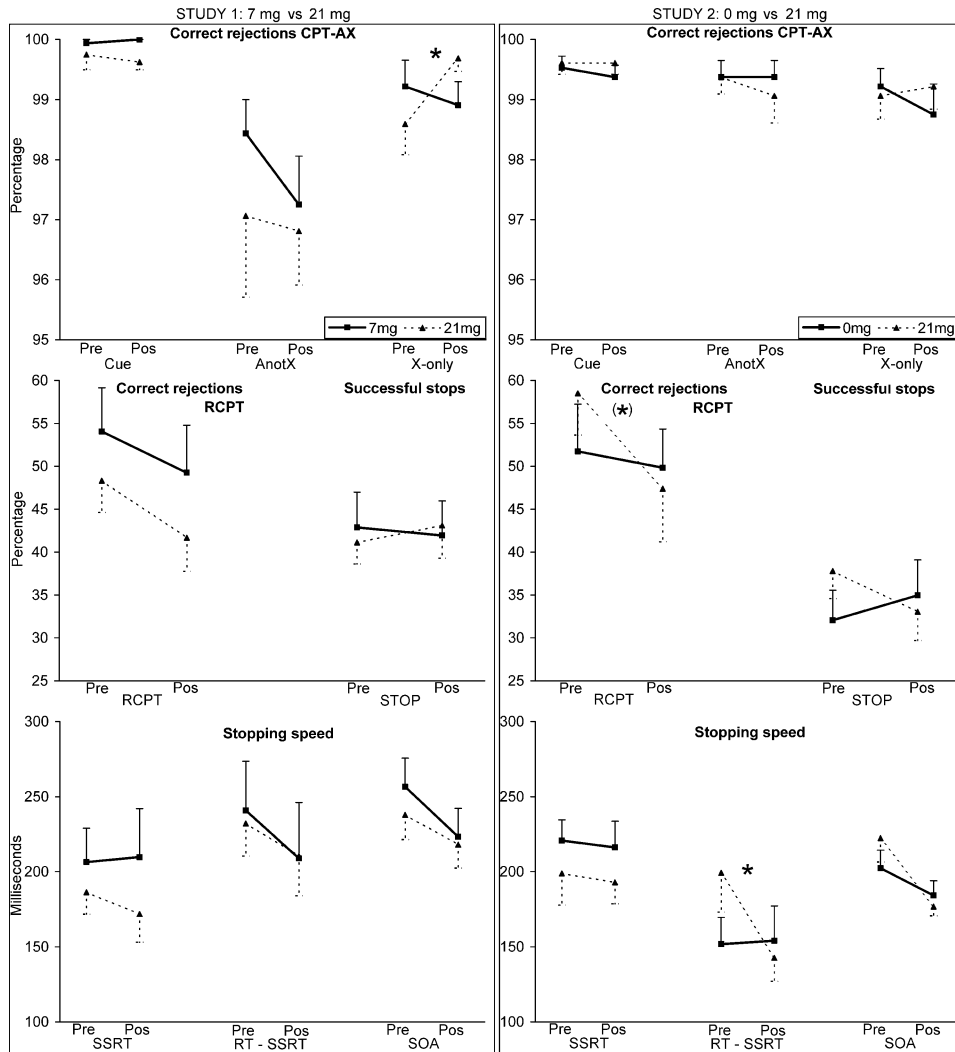 STUDY 1: 7 mg vs 21 mg
Correct rejections CPT-AX
*
100
99
98
97
96
95
Percentage
7mg 21mg
Pre Pos Pre Pos Pre Pos
Cue AnotX X-only
60
55
50
45
40
35
30
25
Percentage
Correct rejections Successful stops
RCPT
Pre Pos Pre Pos
RCPT STOP
300
250
200
150
100
Milliseconds
Stopping speed
Pre Pos Pre Pos Pre Pos
SSRT RT - SSRT SOA
STUDY 2: 0 mg vs 21 mg
Correct rejections CPT-AX
100
99
98
97
96
95
Percentage
0mg 21mg
Pre Pos Pre Pos Pre Pos
Cue AnotX X-only
60
55
50
45
40
35
30
25
Percentage
Correct rejections Successful stops
(*) RCPT
Pre Pos Pre Pos
RCPT STOP
300
250
200
150
100
Milliseconds
Stopping speed
*
Pre Pos Pre Pos Pre Pos
SSRT RT - SSRT SOA